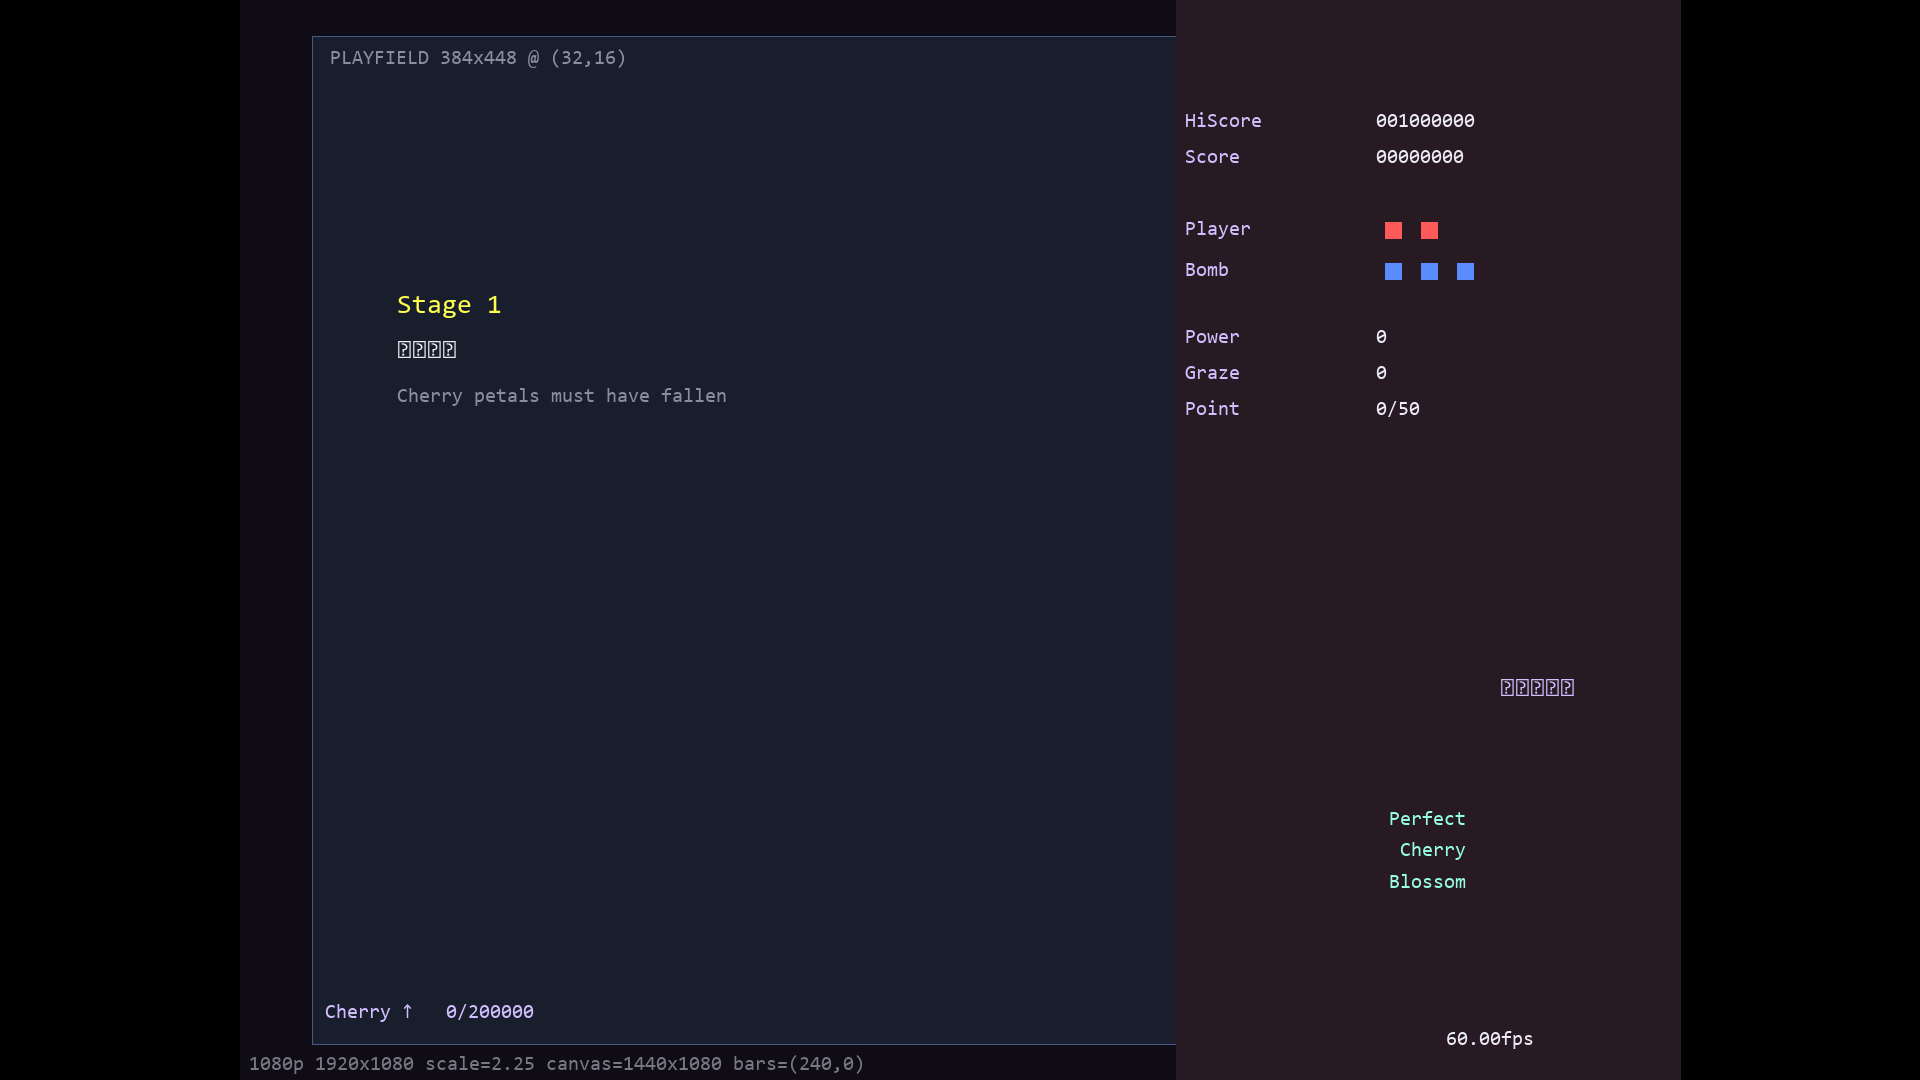 PLAYFIELD 384x448 @ (32,16)
HiScore 001000000
Score 00000000
Player
Bomb
Stage 1
Power 0
Cherry petals must have fallen
Graze 0
Point 0/50
Perfect
Cherry
Blossom
Cherry ↑ 0/200000
60.00fps
1080p 1920x1080 scale=2.25 canvas=1440x1080 bars=(240,0)